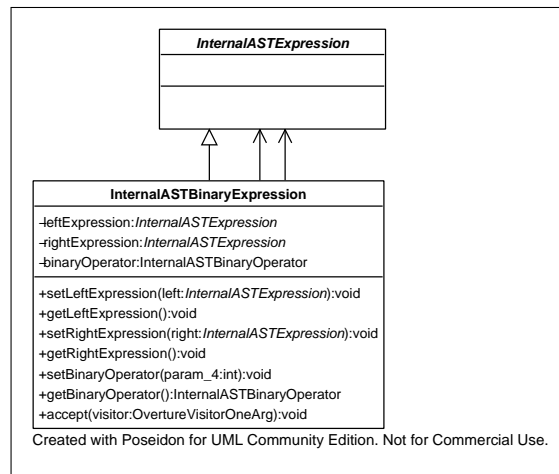 InternalASTExpression
InternalASTBinaryExpression
-leftExpression:InternalASTExpression
-rightExpression:InternalASTExpression
-binaryOperator:InternalASTBinaryOperator
+setLeftExpression(left:InternalASTExpression):void
+getLeftExpression():void
+setRightExpression(right:InternalASTExpression):void
+getRightExpression():void
+setBinaryOperator(param_4:int):void
+getBinaryOperator():InternalASTBinaryOperator
+accept(visitor:OvertureVisitorOneArg):void
Created with Poseidon for UML Community Edition. Not for Commercial Use.